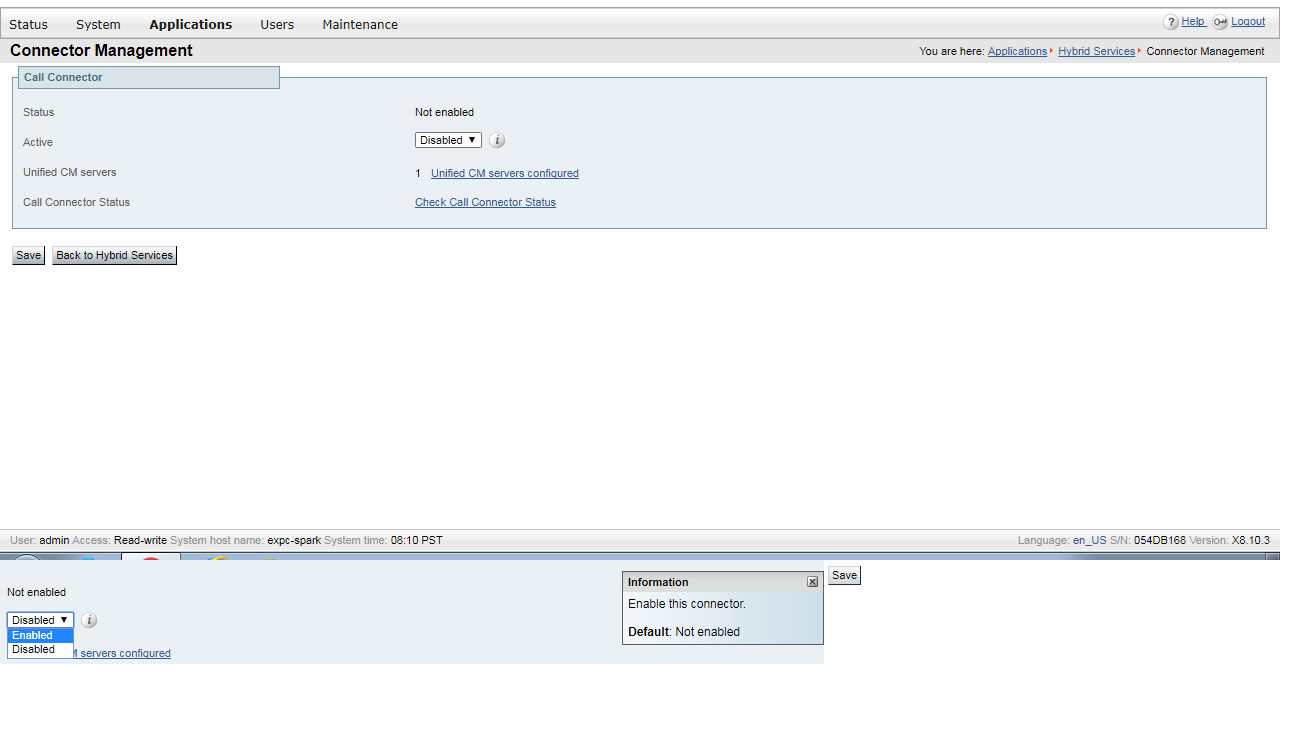 Status System Applications Users Maintenance ? Help Logout
Connector Management You are here: Applications Hybrid Services Connector Management
Call Connector
Status Not enabled
Active Disabled ▼ i
Unified CM servers 1 Unified CM servers configured
Call Connector Status Check Call Connector Status
Save Back to Hybrid Services
User: admin Access: Read-write System host name: expc-spark System time: 08:10 PST Language: en_US S/N: 054DB168 Version: X8.10.3
Not enabled
Disabled ▼ i
Enabled
Disabled
M servers configured
Information
Enable this connector.
Default: Not enabled
Save